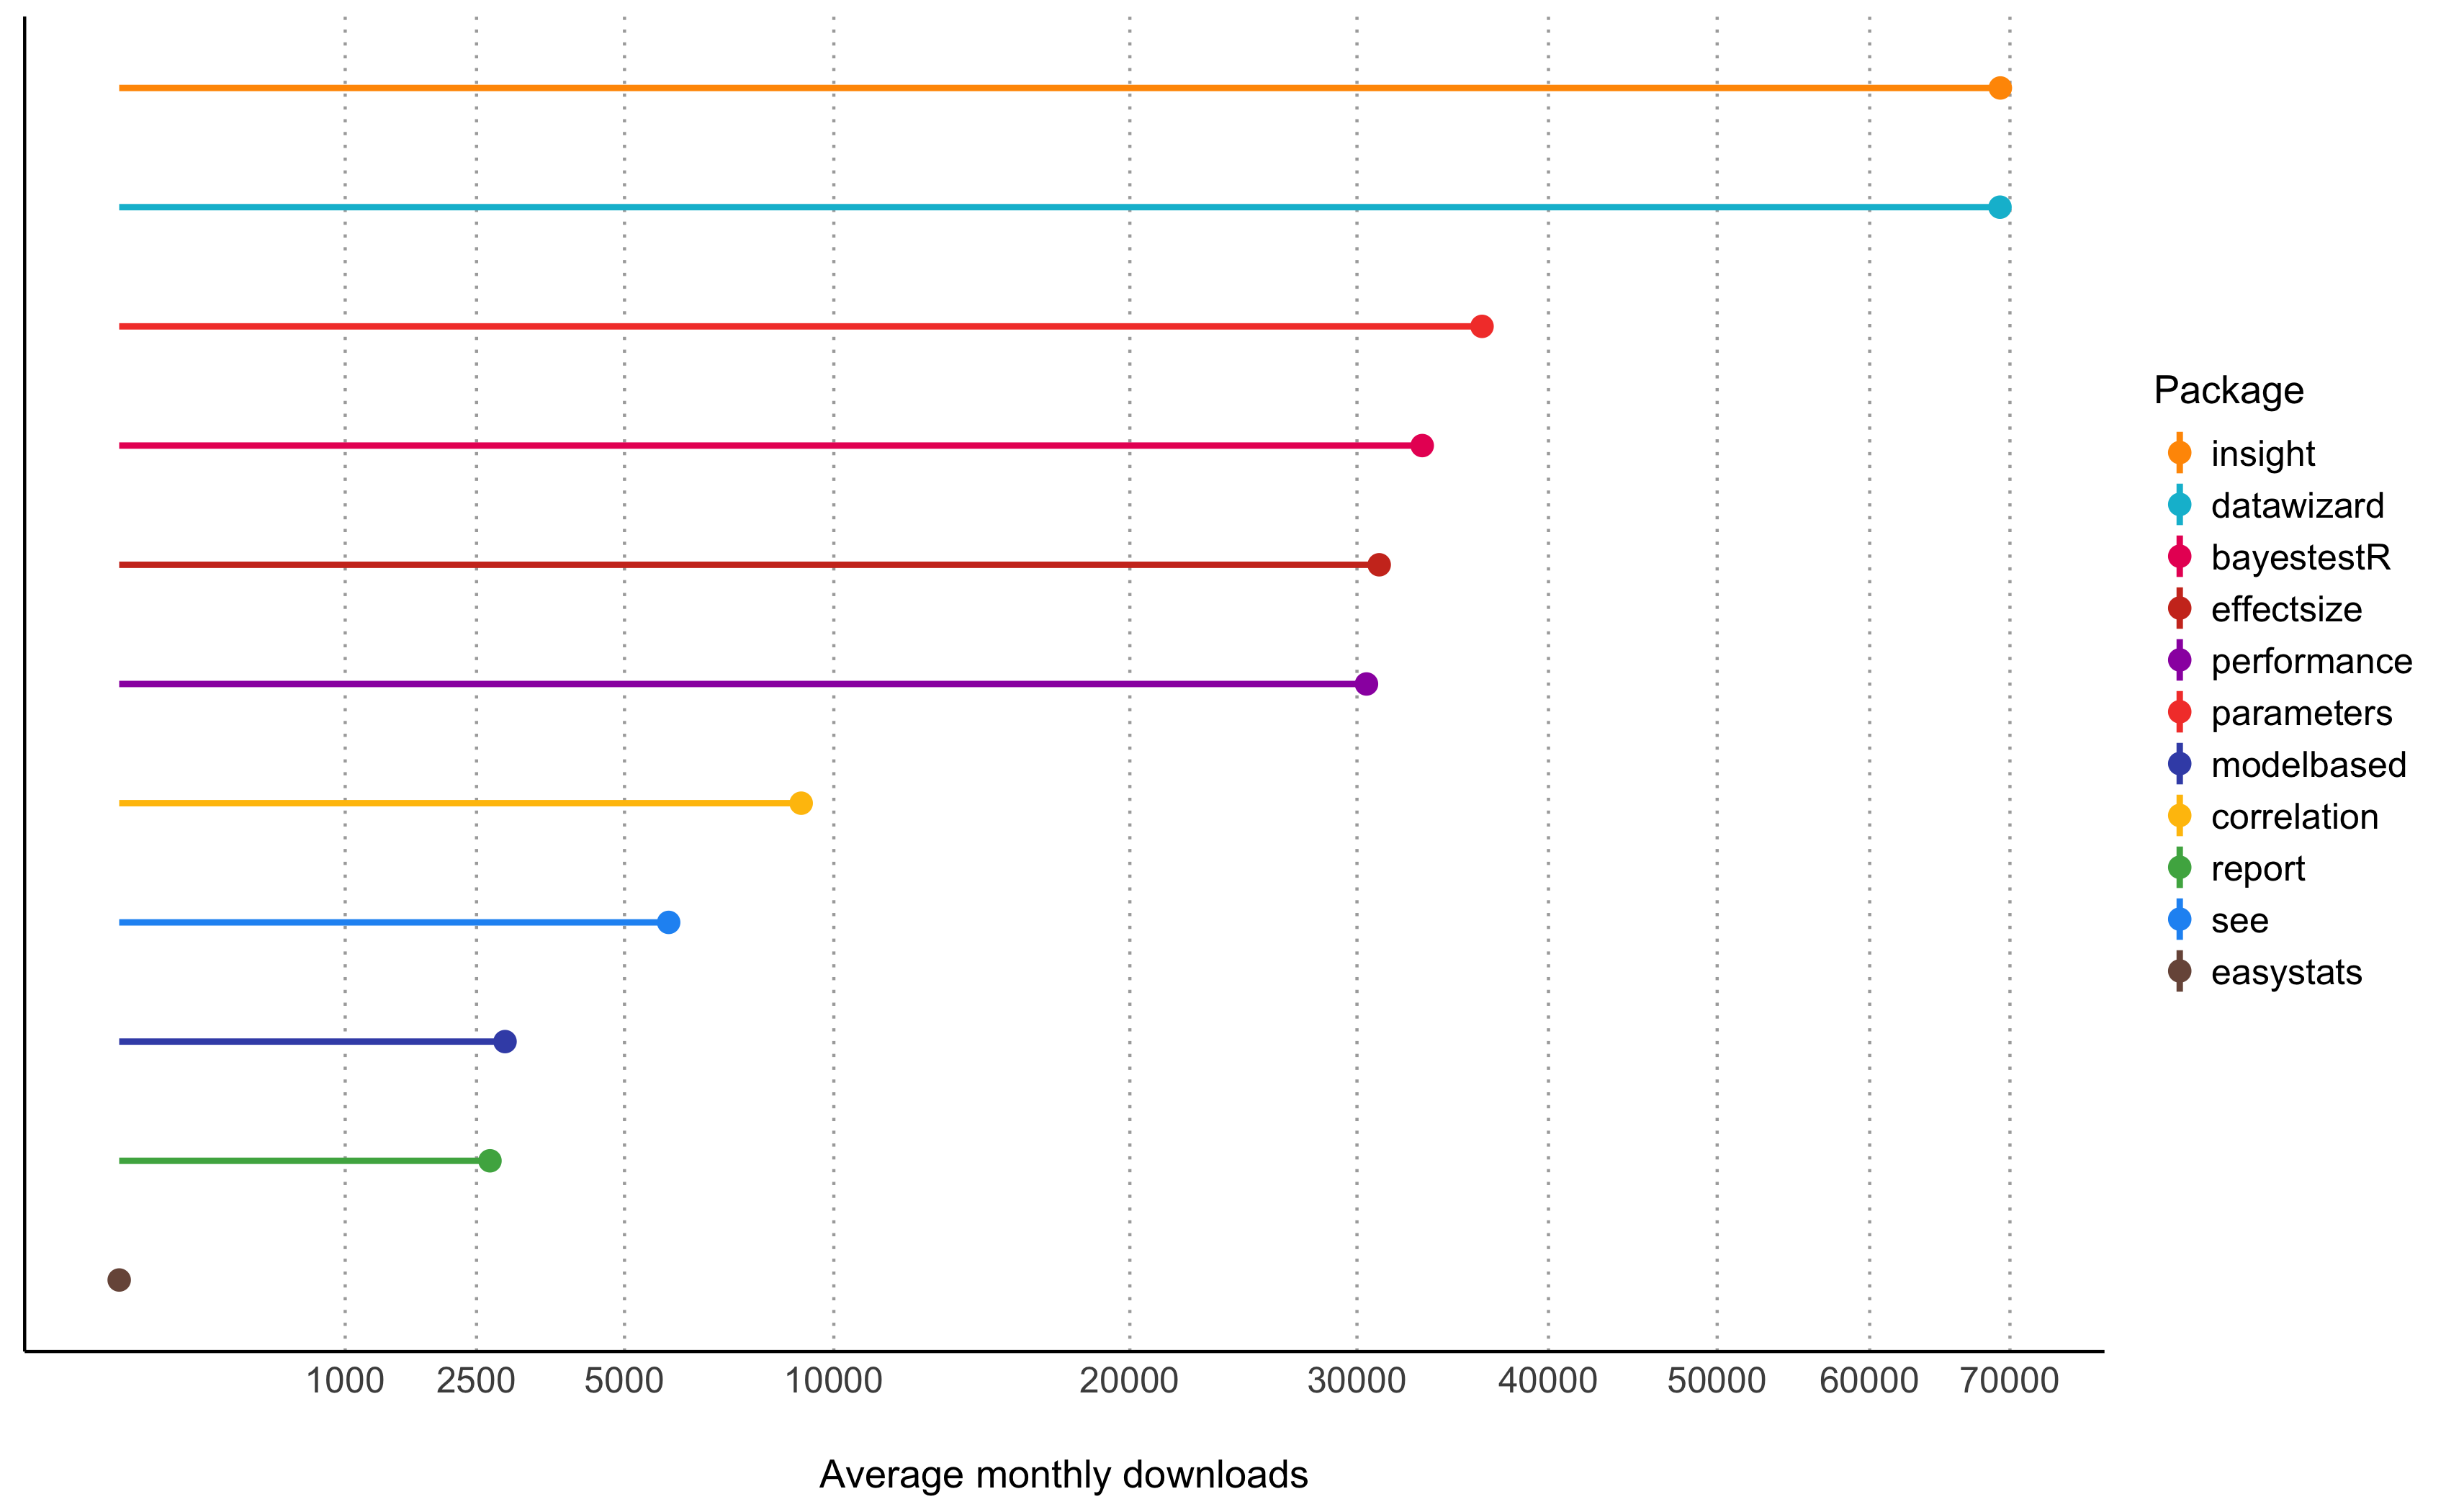 Package
insight
datawizard
bayestestR
effectsize
performance
parameters
modelbased
correlation
report
see
easystats
1000 2500 5000 10000 20000 30000 40000 50000 60000 70000
Average monthly downloads